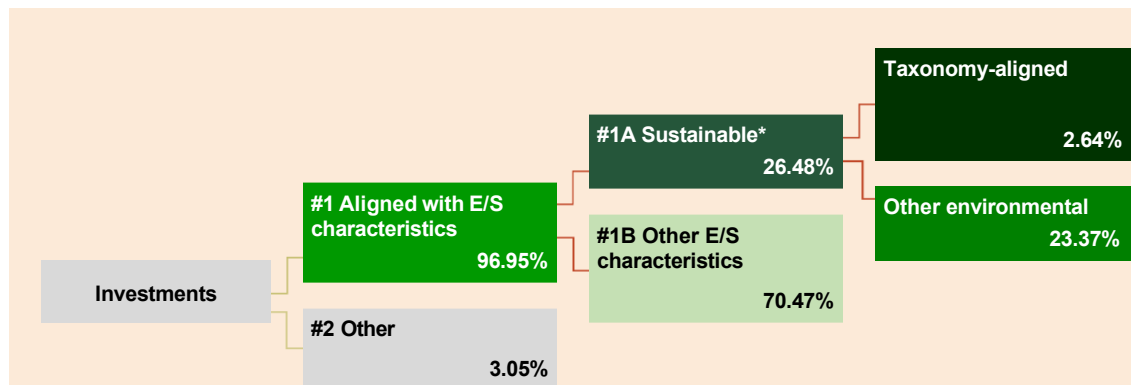 Investments
#1 Aligned with E/S
characteristics
96.95%
#2 Other
3.05%
#1A Sustainable*
26.48%
#1B Other E/S
characteristics
70.47%
Taxonomy-aligned
2.64%
Other environmental
23.37%